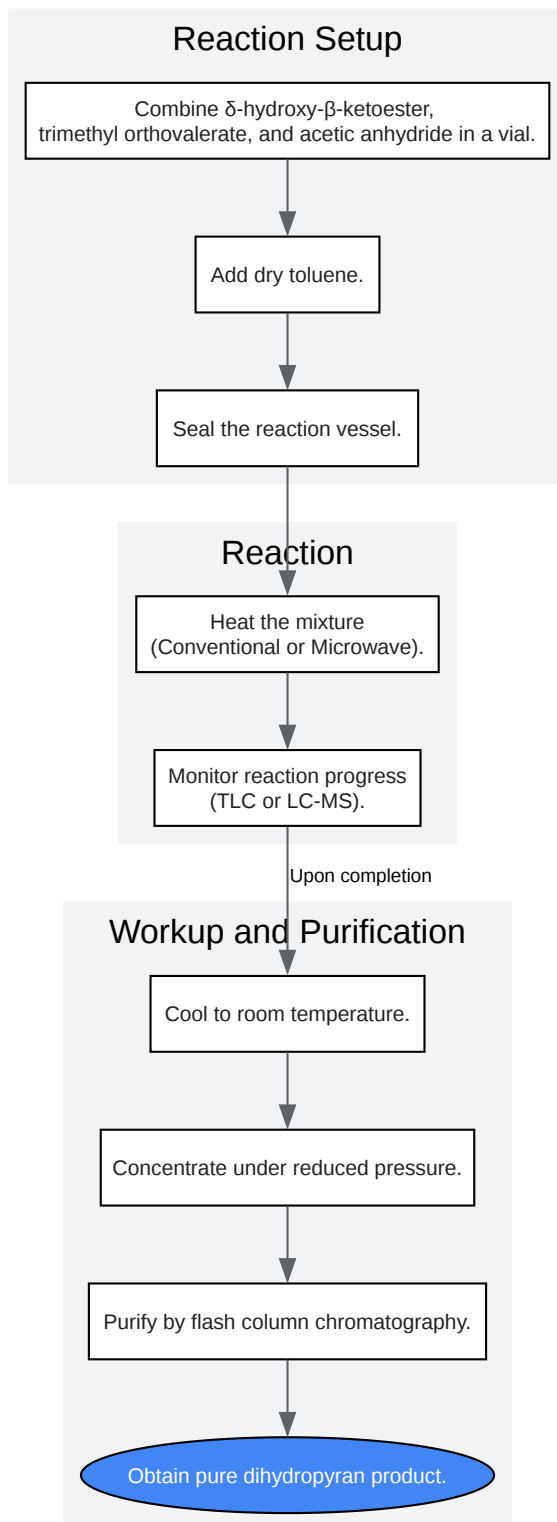 Reaction Setup
Combine δ-hydroxy-β-ketoester,
trimethyl orthovalerate, and acetic anhydride in a vial.
Add dry toluene.
Seal the reaction vessel.
Reaction
Heat the mixture
(Conventional or Microwave).
Monitor reaction progress
(TLC or LC-MS).
Upon completion
Workup and Purification
Cool to room temperature.
Concentrate under reduced pressure.
Purify by flash column chromatography.
Obtain pure dihydropyran product.